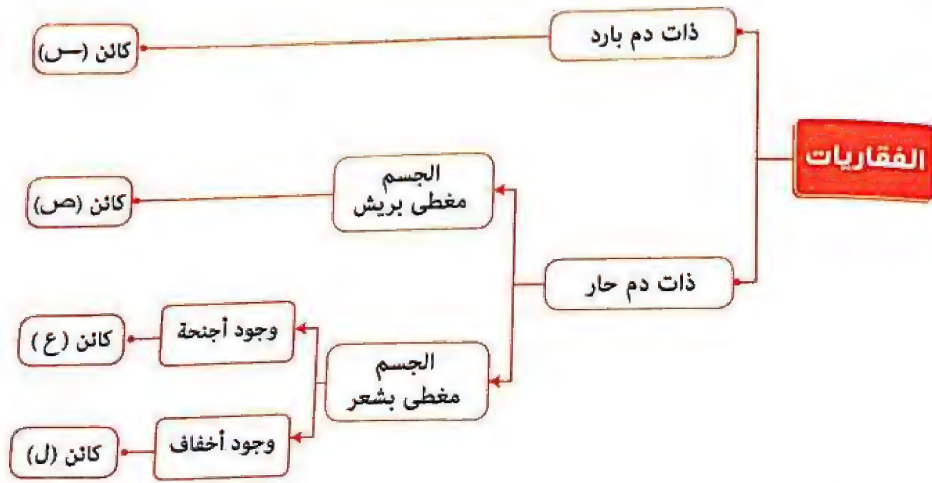 الفقاريات
ذات دم بارد
كائن (س)
ذات دم حار
الجسم
مغطى بريش
كائن (ص)
الجسم
مغطى بشعر
وجود أجنحة
كائن (ع)
وجود أخفاف
كائن (ل)